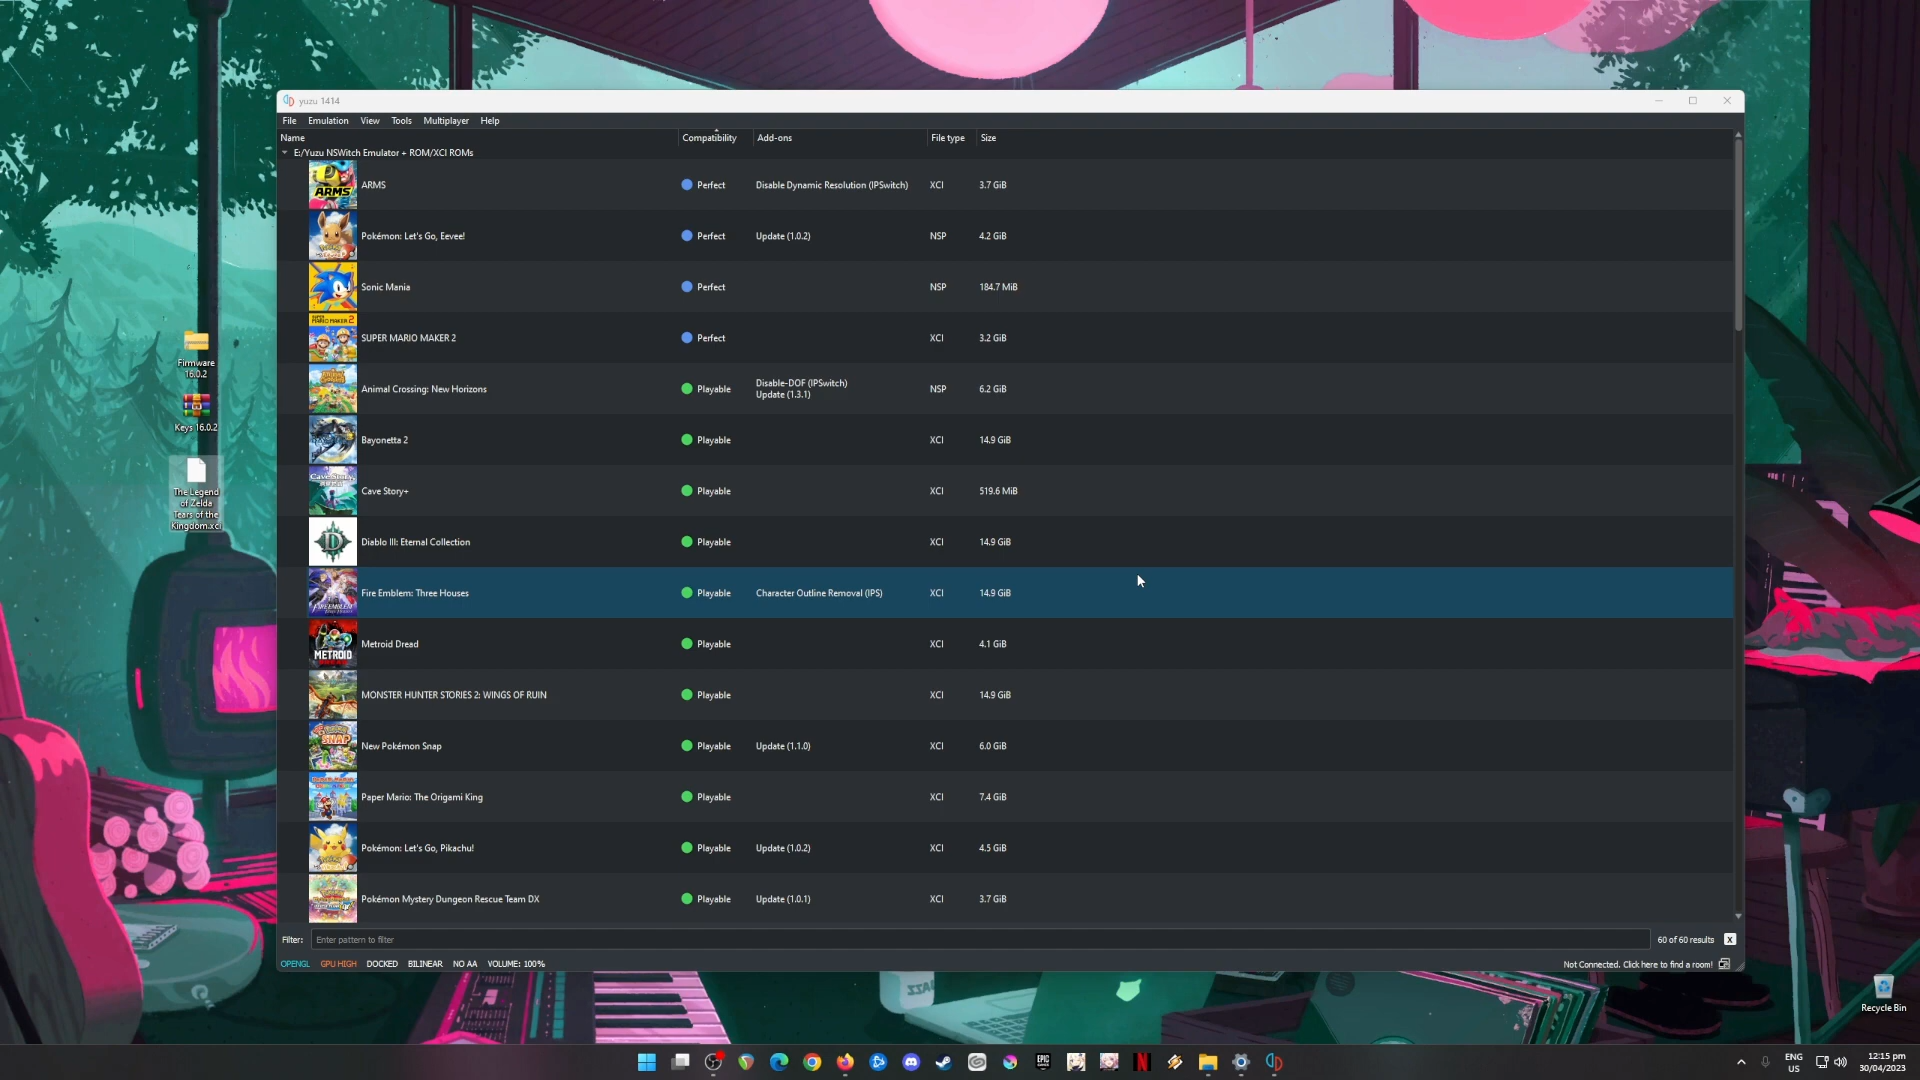 yuzu 1414
File Emulation View Tools Multiplayer Help
Name Compatibility Add-ons File type Size
E:/Yuzu NSWitch Emulator + ROM/XCI ROMs
ARMS
ARMS Perfect Disable Dynamic Resolution (IPSwitch) XCI 3.7 GiB
Pokémon: Let's Go, Eevee! Perfect Update (1.0.2) NSP 4.2 GiB
Sonic Mania Perfect NSP 184.7 MiB
SUPER MARIO MAKER 2
SUPER MARIO MAKER 2 Perfect XCI 3.2 GiB
Animal Crossing: New Horizons Playable Disable-DOF (IPSwitch) NSP 6.2 GiB
Update (1.3.1)
Bayonetta 2 Playable XCI 14.9 GiB
Cave Story+
Cave Story+ Playable XCI 519.6 MiB
Diablo III: Eternal Collection Playable XCI 14.9 GiB
Fire Emblem: Three Houses Playable Character Outline Removal (IPS) XCI 14.9 GiB
METROID
Metroid Dread Playable XCI 4.1 GiB
MONSTER HUNTER STORIES 2: WINGS OF RUIN Playable XCI 14.9 GiB
SNAP
New Pokémon Snap Playable Update (1.1.0) XCI 6.0 GiB
Paper Mario: The Origami King Playable XCI 7.4 GiB
Pokémon: Let's Go, Pikachu! Playable Update (1.0.2) XCI 4.5 GiB
Pokémon Mystery Dungeon Rescue Team DX Playable Update (1.0.1) XCI 3.7 GiB
Filter: Enter pattern to filter 60 of 60 results X
OPENGL GPU HIGH DOCKED BILINEAR NO AA VOLUME: 100% Not Connected. Click here to find a room!
Firmware
16.0.2
Keys 16.0.2
The Legend
of Zelda
Tears of the
Kingdom.xci
Recycle Bin
EPIC
N
ENG
US
12:15 pm
30/04/2023